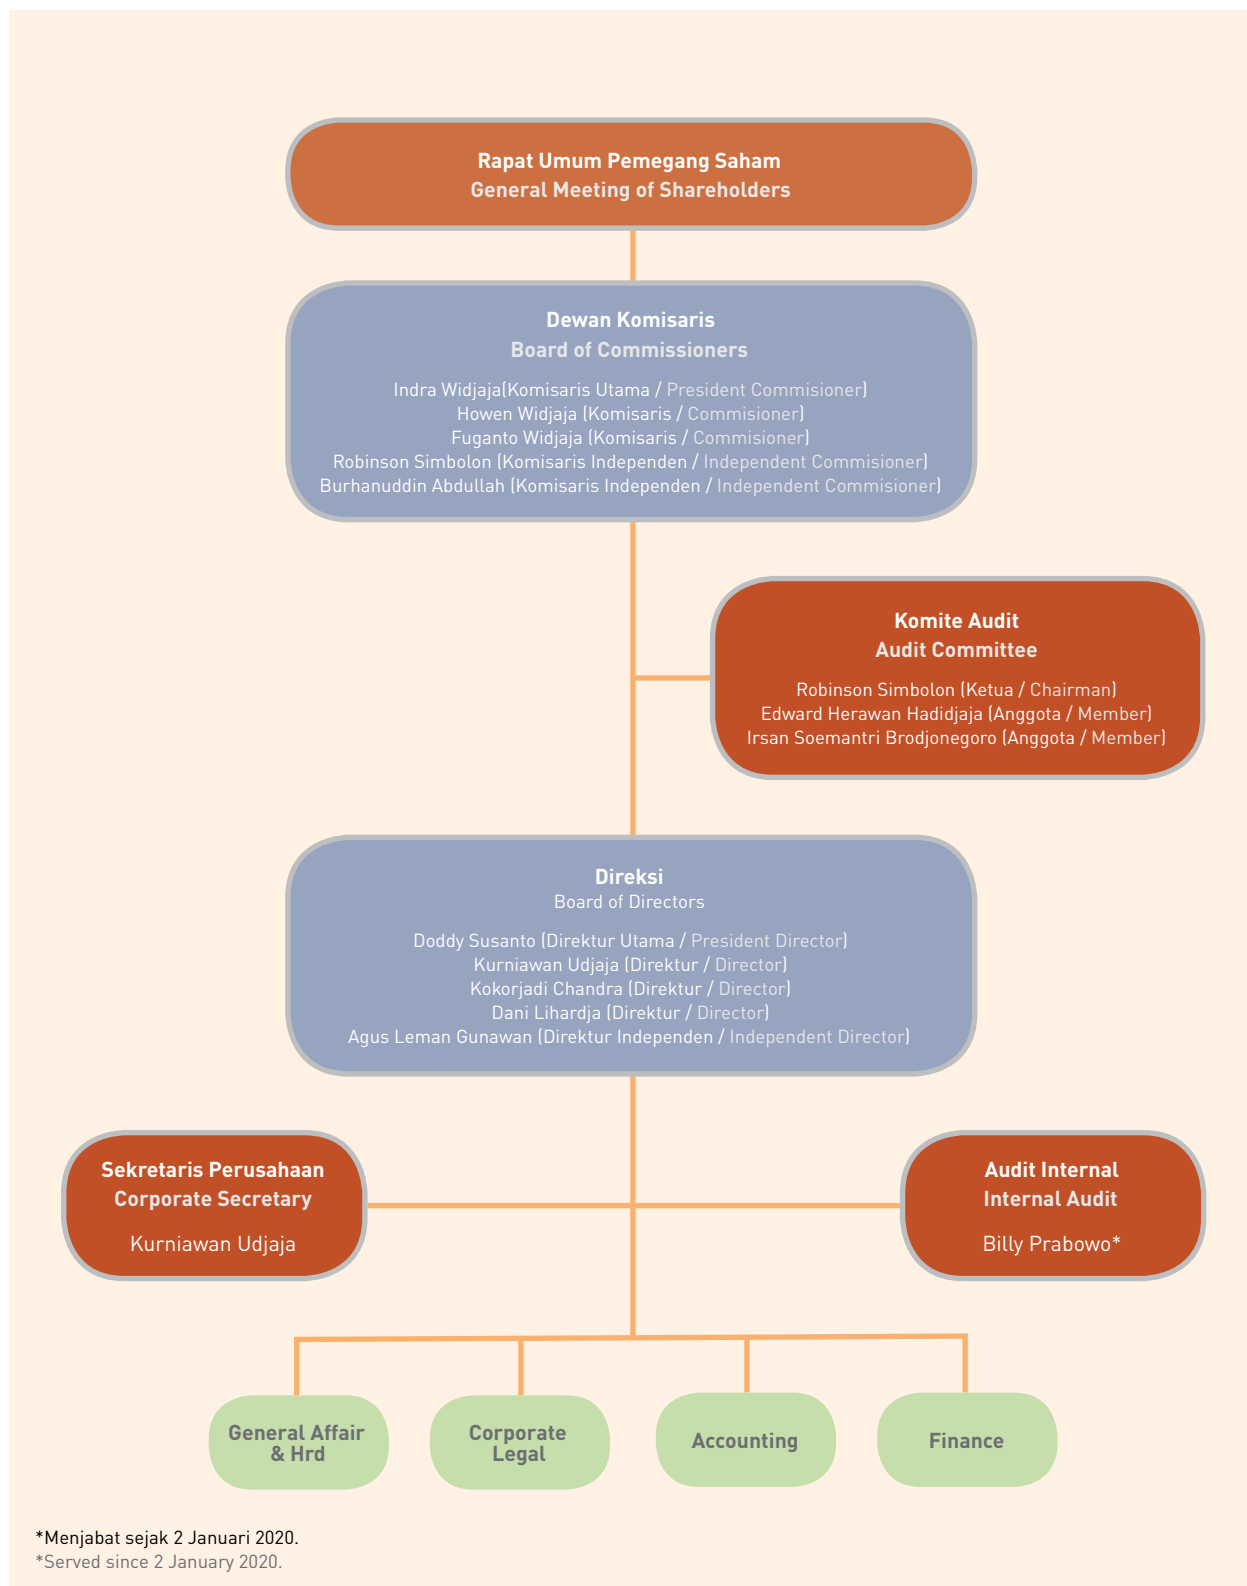 Rapat Umum Pemegang Saham
General Meeting of Shareholders
Dewan Komisaris
Board of Commissioners
Indra Widjaja(Komisaris Utama / President Commisioner)
Howen Widjaja (Komisaris / Commisioner)
Fuganto Widjaja (Komisaris / Commisioner)
Robinson Simbolon (Komisaris Independen / Independent Commisioner)
Burhanuddin Abdullah (Komisaris Independen / Independent Commisioner)
Komite Audit
Audit Committee
Robinson Simbolon (Ketua / Chairman)
Edward Herawan Hadidjaja (Anggota / Member)
Irsan Soemantri Brodjonegoro (Anggota / Member)
Direksi
Board of Directors
Doddy Susanto (Direktur Utama / President Director)
Kurniawan Udjaja (Direktur / Director)
Kokorjadi Chandra (Direktur / Director)
Dani Lihardja (Direktur / Director)
Agus Leman Gunawan (Direktur Independen / Independent Director)
Sekretaris Perusahaan
Corporate Secretary
Kurniawan Udjaja
Audit Internal
Internal Audit
Billy Prabowo*
General Affair
& Hrd
Corporate
Legal
Accounting
Finance
*Menjabat sejak 2 Januari 2020.
*Served since 2 January 2020.